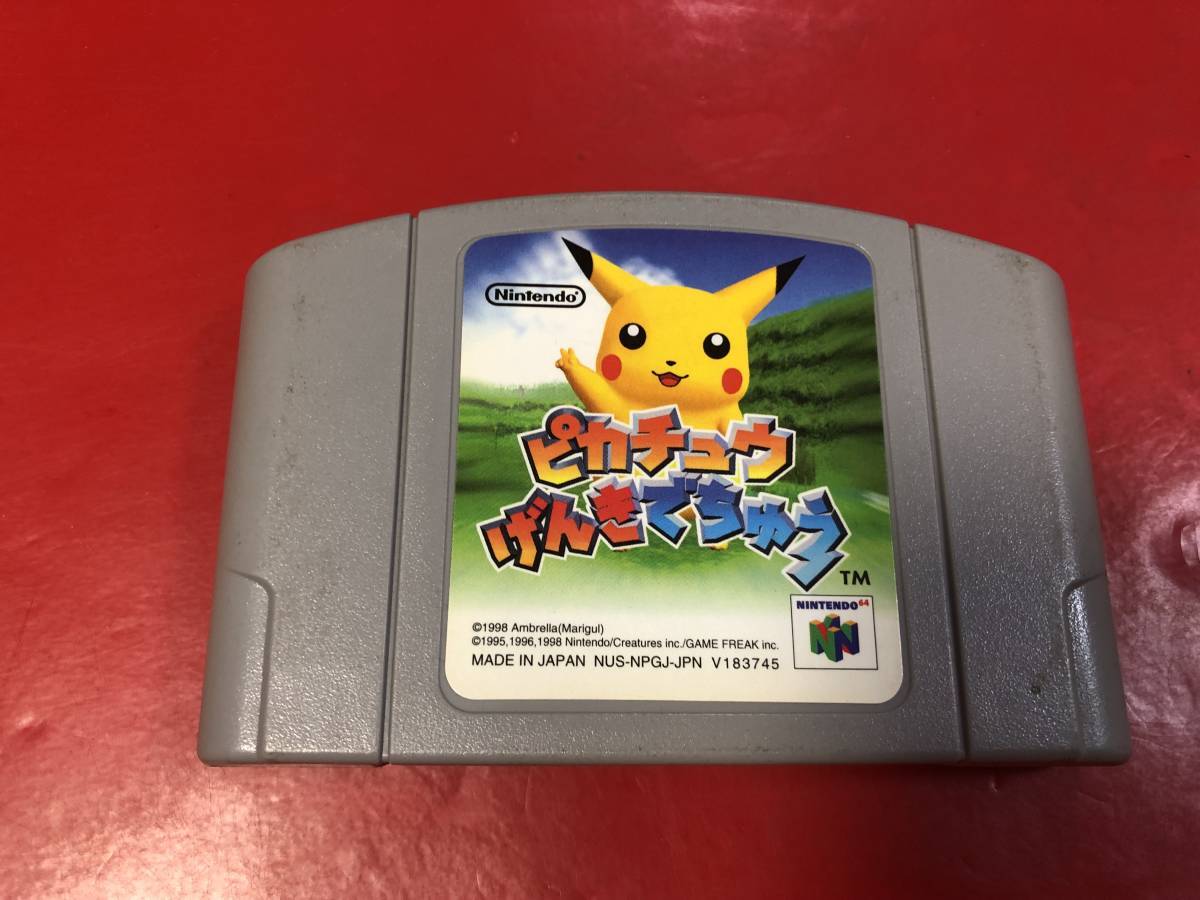 Nintendo®
ピカチュウ
げんきでちゅう
TM
NINTENDO64
©1998 Ambrella(Marigul)
©1995,1996,1998 Nintendo/Creatures inc./GAME FREAK inc.
MADE IN JAPAN NUS-NPGJ-JPN V183745